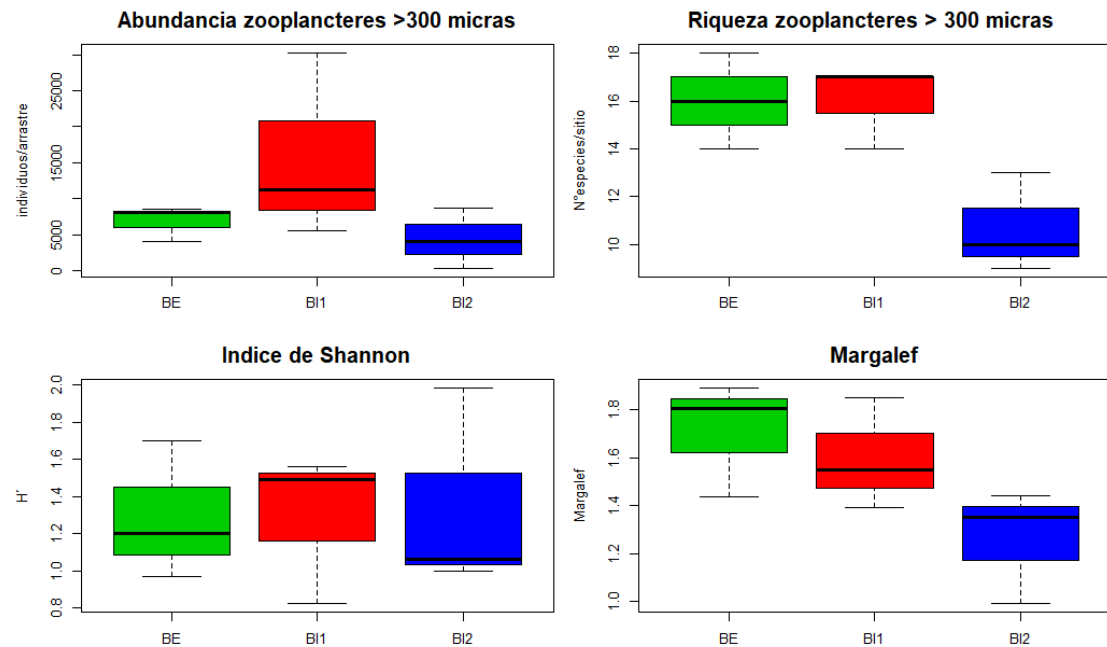 Abundancia zooplancteres >300 micras
individuos/arrastre
25000
15000
5000
0
BE
BI1
BI2
Riqueza zooplancteres > 300 micras
N°especies/sitio
18
16
14
12
10
BE
BI1
BI2
Indice de Shannon
H'
2.0
1.8
1.6
1.4
1.2
1.0
0.8
BE
BI1
BI2
Margalef
Margalef
1.8
1.6
1.4
1.2
1.0
BE
BI1
BI2